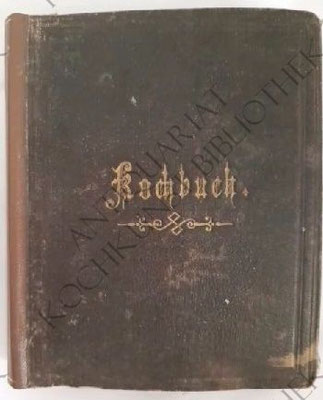 Kochbuch.
ANTIQUARIAT
KOCHKUNST BIBLIOTHEK